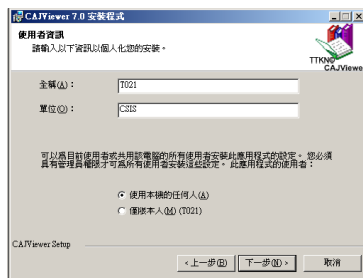 CAJViewer 7.0 安裝程式
使用者資訊
請輸入以下資訊以個人化您的安裝。
TTKN
CAJViewe
全稱(A)：
T021
單位(O)：
CSIS
可以為目前使用者或共用該電腦的所有使用者安裝此應用程式的設定。您必須
具有管理員權限才可為所有使用者安裝這些設定。此應用程式的使用者：
使用本機的任何人(A)
僅限本人(M) (T021)
CAJViewer Setup
<上一步(B)
下一步(N)>
取消